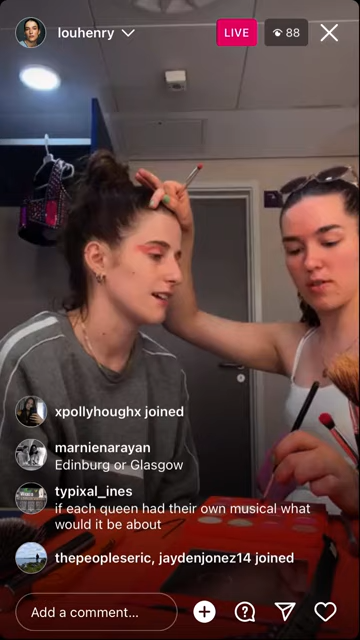 louhenry
LIVE
88
xpollyhoughx joined
marnienarayan
Edinburg or Glasgow
typixal_ines
if each queen had their own musical what
would it be about
thepeopleseric, jaydenjonez14 joined
Add a comment...